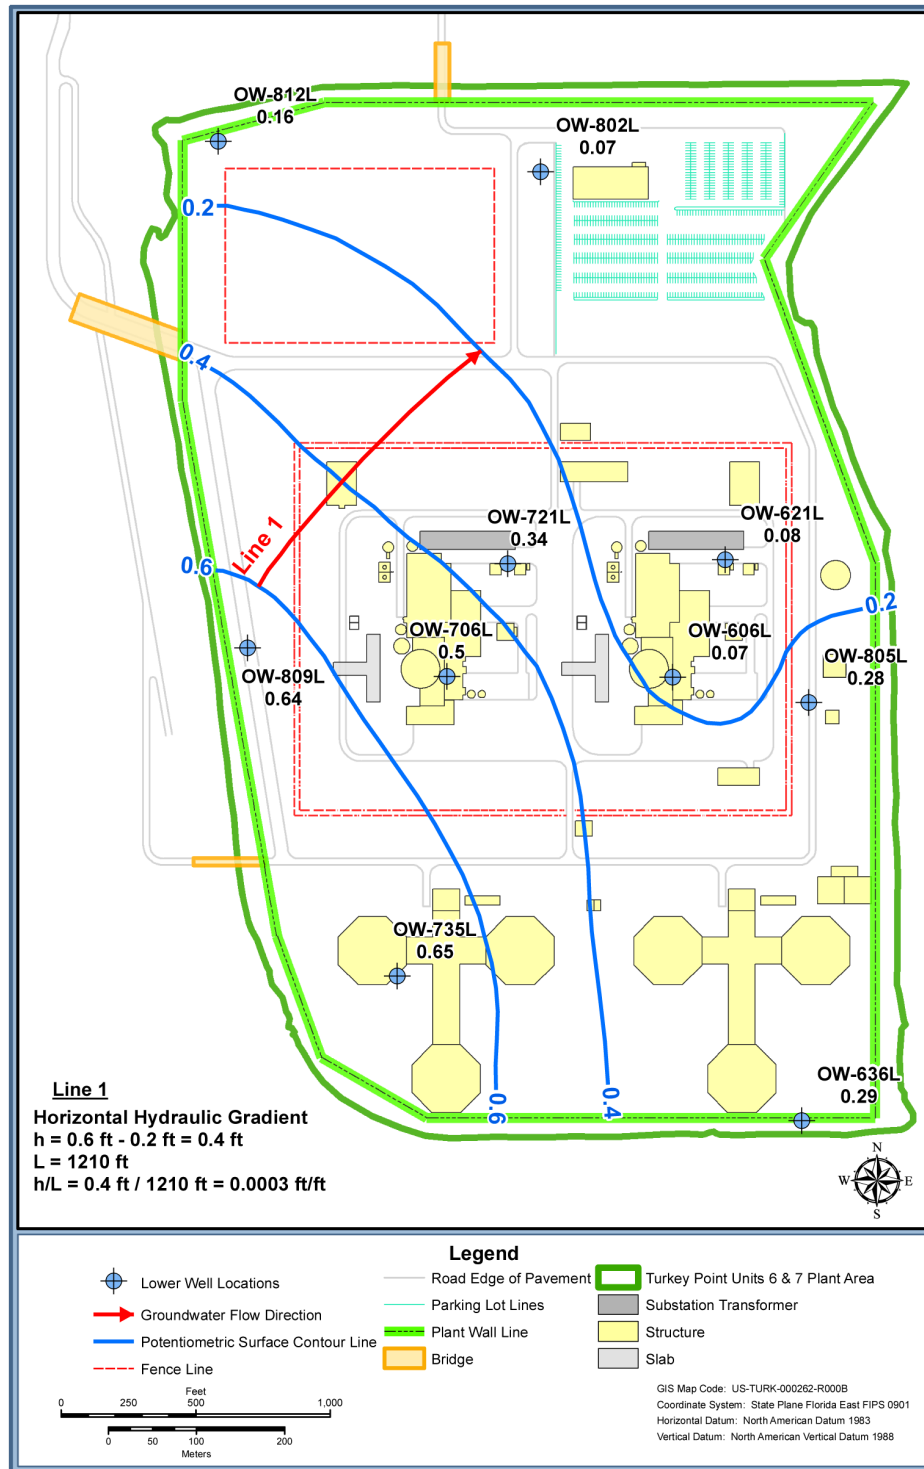 OW-812L
0.16
OW-802L
0.07
0.2
0.4
Line 1
OW-721L
0.34
OW-621L
0.08
0.6
0.2
OW-706L
0.5
OW-606L
0.07
OW-805L
0.28
OW-809L
0.64
OW-735L
0.65
OW-636L
0.29
0.6
0.4
Line 1
Horizontal Hydraulic Gradient
h = 0.6 ft - 0.2 ft = 0.4 ft
L = 1210 ft
h/L = 0.4 ft / 1210 ft = 0.0003 ft/ft
N
W
E
S
Legend
Lower Well Locations
Groundwater Flow Direction
Potentiometric Surface Contour Line
Fence Line
Road Edge of Pavement
Parking Lot Lines
Plant Wall Line
Bridge
Turkey Point Units 6 & 7 Plant Area
Substation Transformer
Structure
Slab
Feet
0 250 500 1,000
0 50 100 200
Meters
GIS Map Code: US-TURK-000262-R000B
Coordinate System: State Plane Florida East FIPS 0901
Horizontal Datum: North American Datum 1983
Vertical Datum: North American Vertical Datum 1988